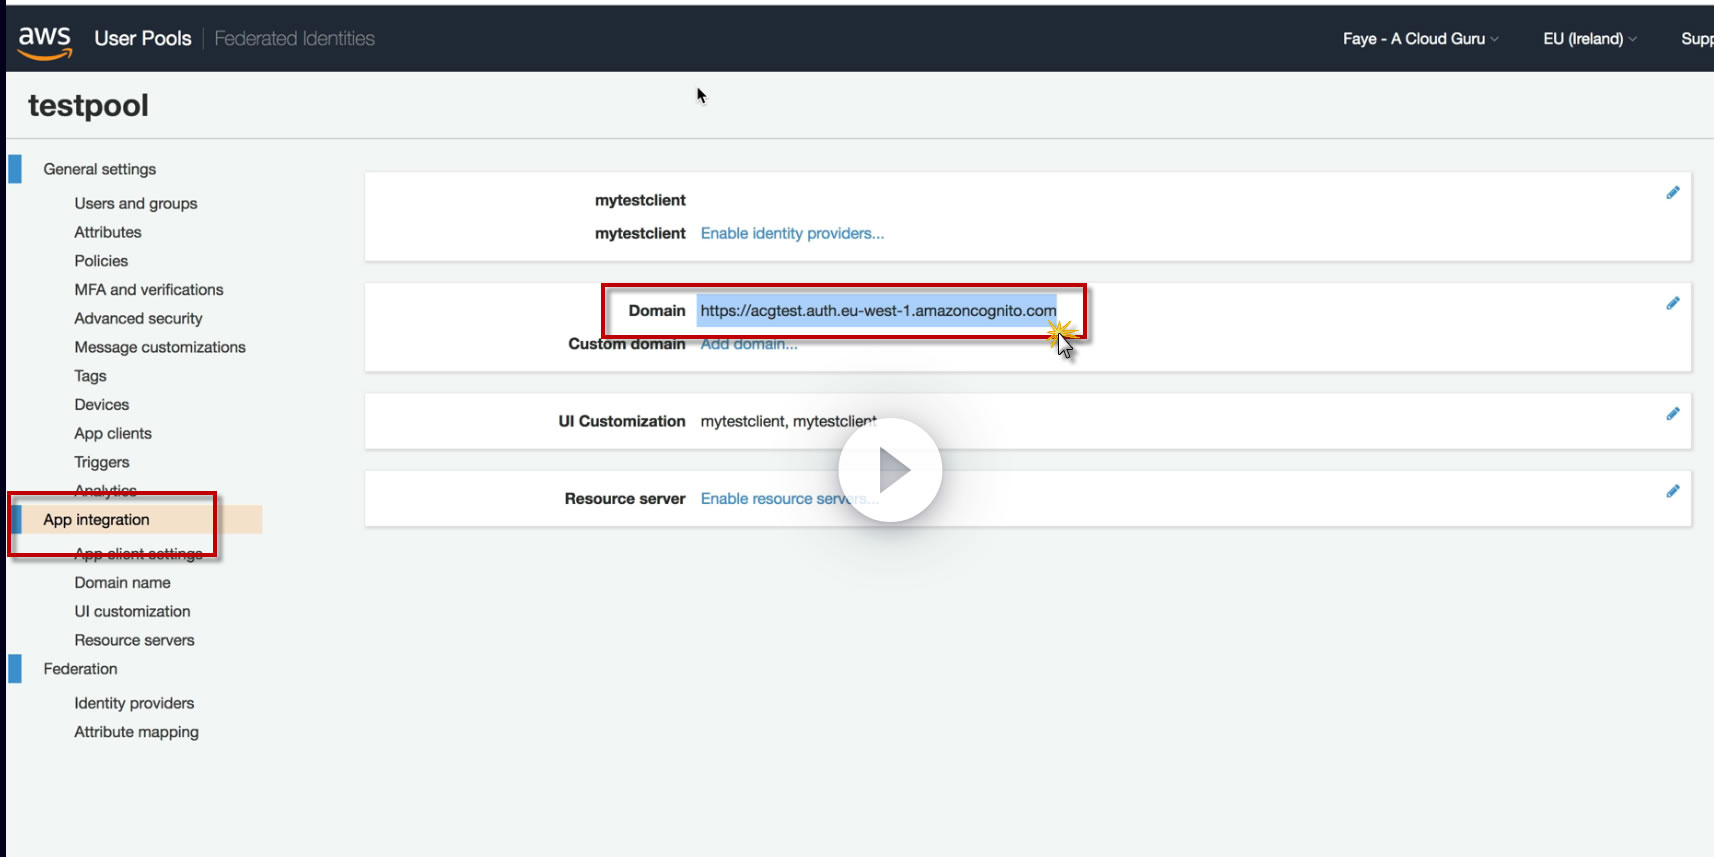 aws User Pools Federated Identities Faye - A Cloud Guru EU (Ireland) Supp
testpool
General settings
Users and groups
Attributes
Policies
MFA and verifications
Advanced security
Message customizations
Tags
Devices
App clients
Triggers
Analytics
App integration
App client settings
Domain name
UI customization
Resource servers
Federation
Identity providers
Attribute mapping
mytestclient
mytestclient Enable identity providers...
Domain https://acgtest.auth.eu-west-1.amazoncognito.com
Custom domain Add domain...
UI Customization mytestclient, mytestclient
Resource server Enable resource servers...